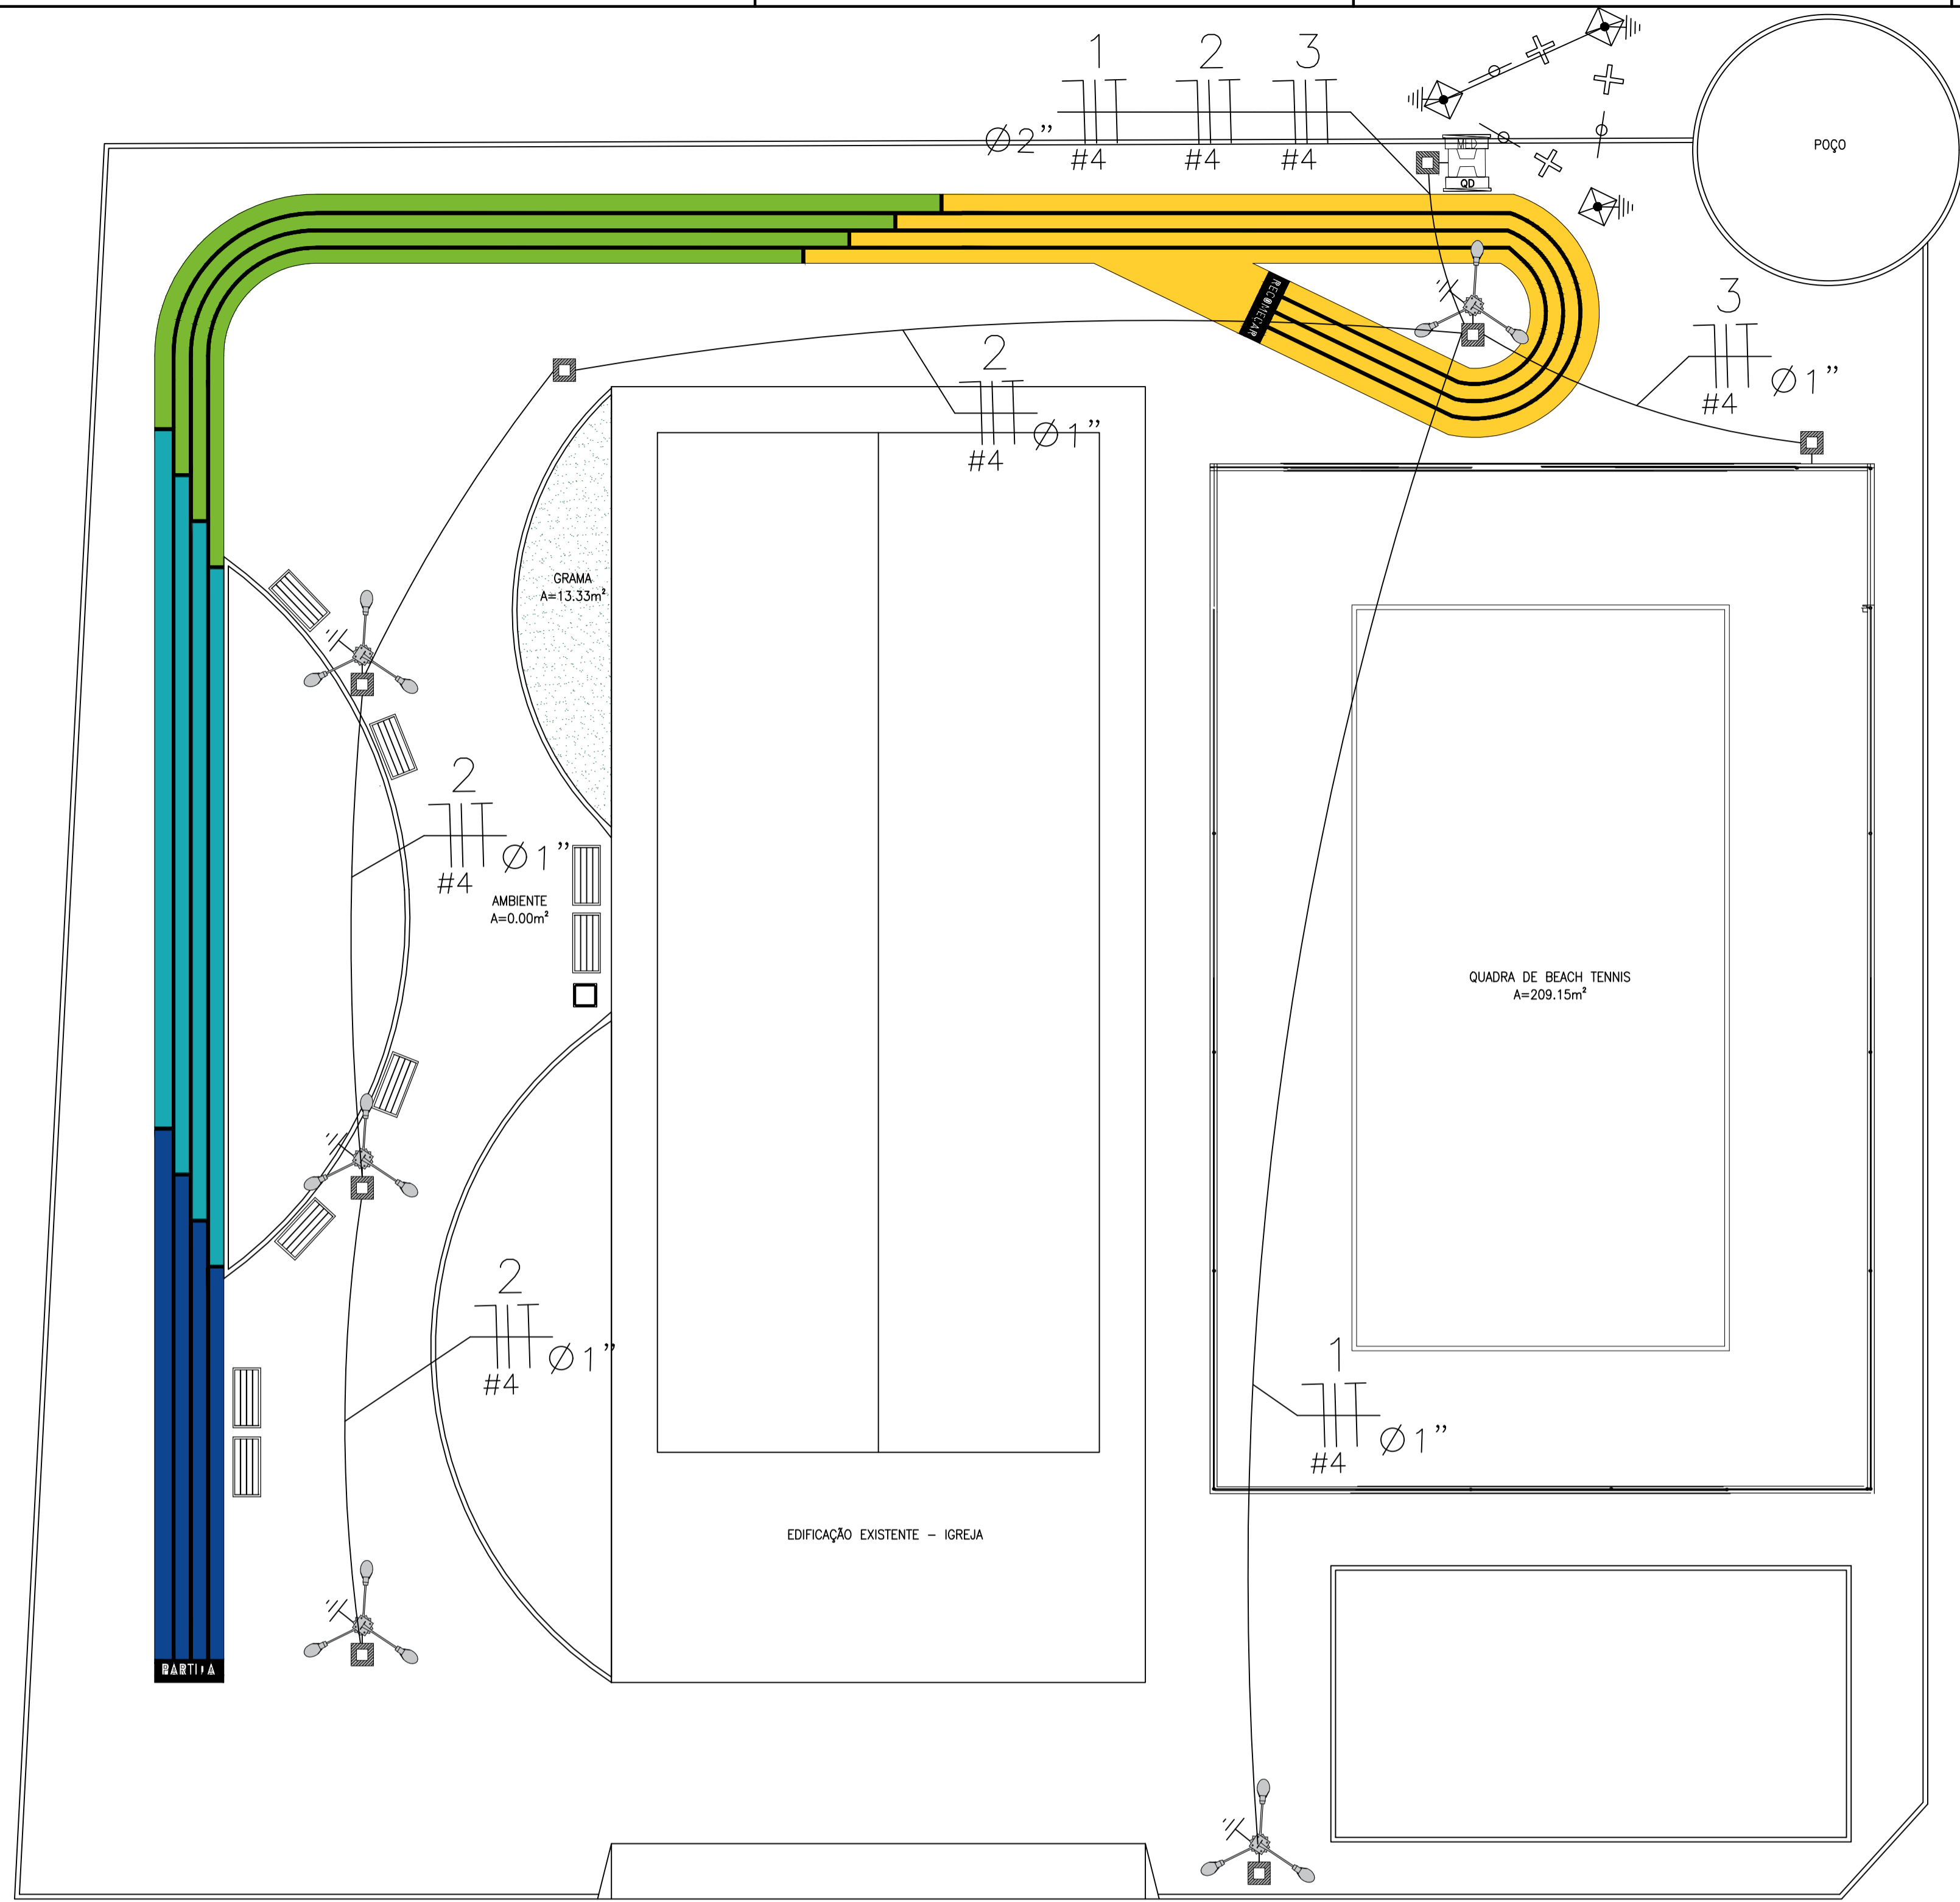 1 2 3
Ø2"
#4 #4 #4
MED
QD
POÇO
RECOMEÇAR
3
Ø1"
#4
2
Ø1"
#4
GRAMA
A=13.33m²
2
Ø1"
#4
AMBIENTE
A=0.00m²
QUADRA DE BEACH TENNIS
A=209.15m²
2
Ø1"
#4
1
Ø1"
#4
EDIFICAÇÃO EXISTENTE – IGREJA
PARTIDA